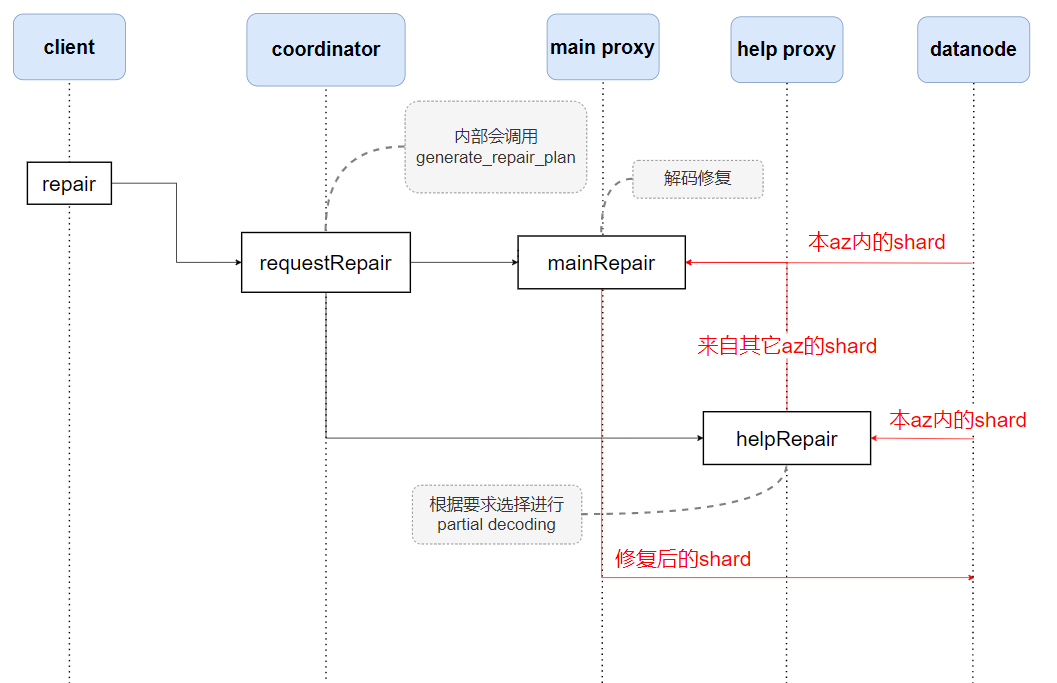 client
coordinator
main proxy
help proxy
datanode
内部会调用
generate_repair_plan
repair
解码修复
requestRepair
mainRepair
本az内的shard
来自其它az的shard
本az内的shard
helpRepair
根据要求选择进行
partial decoding
修复后的shard